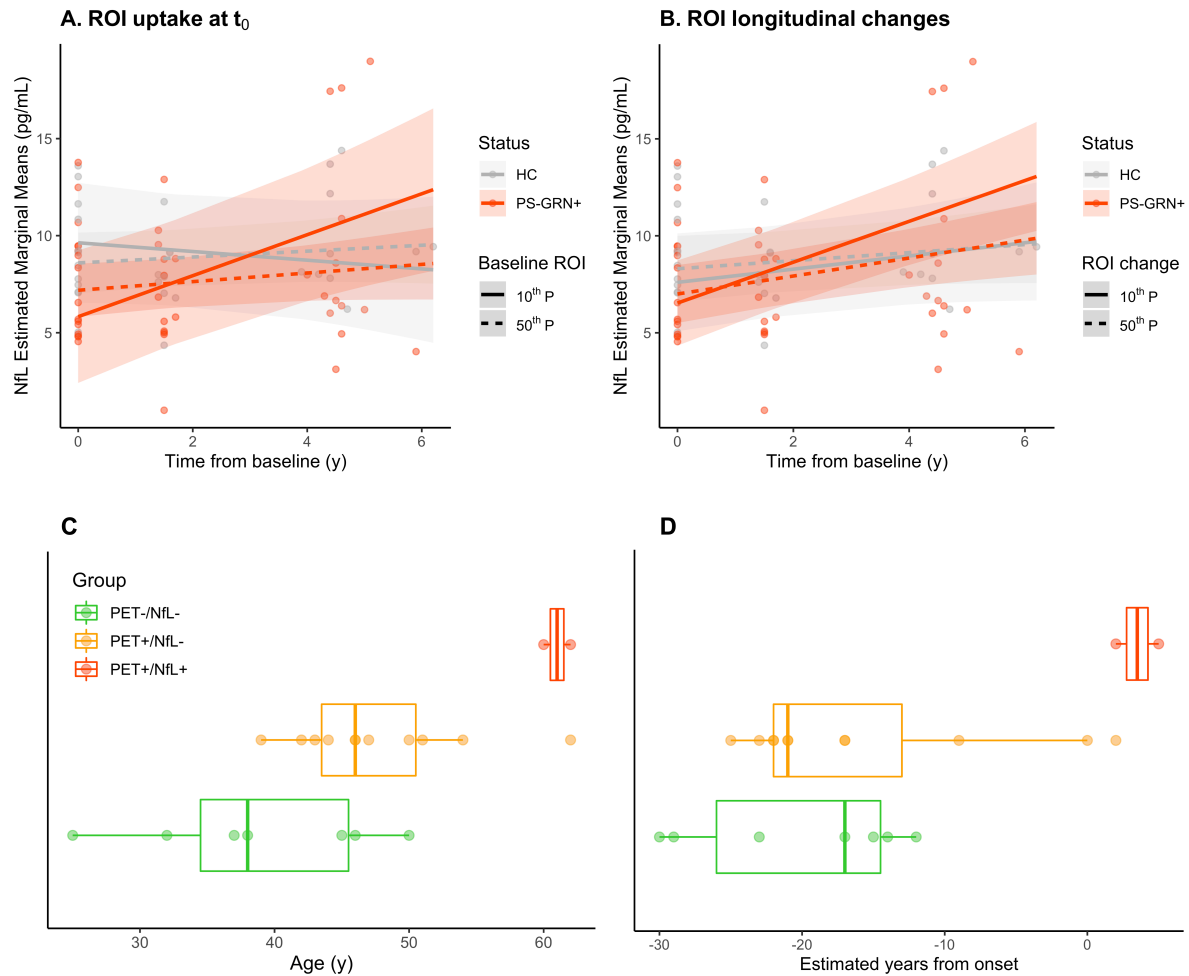 A. ROI uptake at t₀
NfL Estimated Marginal Means (pg/mL)
15
10
5
0 2 4 6
Time from baseline (y)
Status
HC
PS-GRN+
Baseline ROI
10ᵗʰ P
50ᵗʰ P
B. ROI longitudinal changes
NfL Estimated Marginal Means (pg/mL)
15
10
5
0 2 4 6
Time from baseline (y)
Status
HC
PS-GRN+
ROI change
10ᵗʰ P
50ᵗʰ P
C
Group
PET-/NfL-
PET+/NfL-
PET+/NfL+
30 40 50 60
Age (y)
D
-30 -20 -10 0
Estimated years from onset